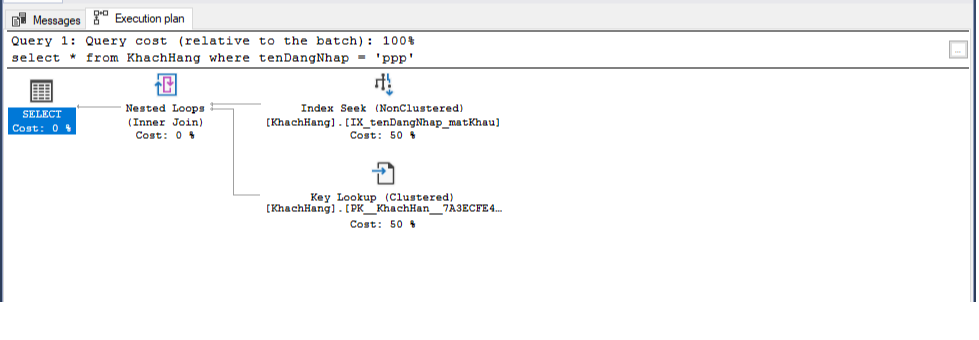 Messages Execution plan
Query 1: Query cost (relative to the batch): 100%
select * from KhachHang where tenDangNhap = 'ppp'
...
SELECT
Cost: 0 %
Nested Loops
(Inner Join)
Cost: 0 %
Index Seek (NonClustered)
[KhachHang].[IX_tenDangNhap_matKhau]
Cost: 50 %
Key Lookup (Clustered)
[KhachHang].[PK__KhachHan__7A3ECFE4…
Cost: 50 %